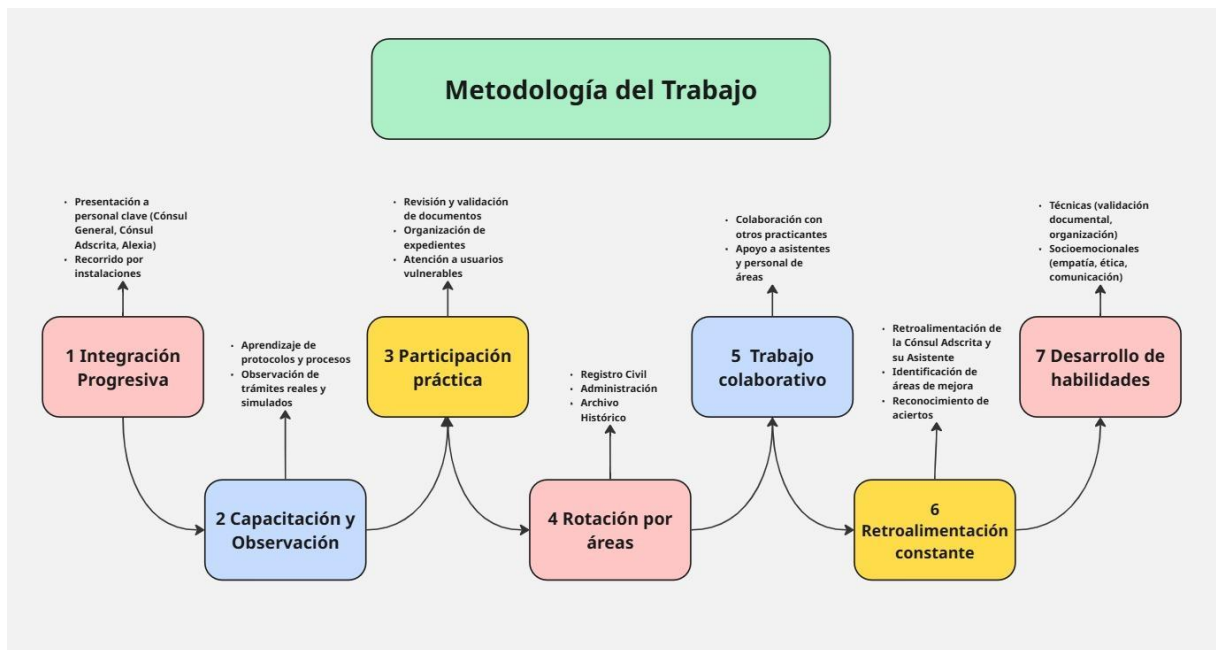 Metodología del Trabajo
• Presentación a
personal clave (Cónsul
General, Cónsul
Adscrita, Alexia)
• Recorrido por
instalaciones
1 Integración
Progresiva
• Aprendizaje de
protocolos y procesos
• Observación de
trámites reales y
simulados
2 Capacitación y
Observación
• Revisión y validación
de documentos
• Organización de
expedientes
• Atención a usuarios
vulnerables
3 Participación
práctica
• Registro Civil
• Administración
• Archivo
Histórico
4 Rotación por
áreas
• Colaboración con
otros practicantes
• Apoyo a asistentes
y personal de
áreas
5 Trabajo
colaborativo
• Retroalimentación de
la Cónsul Adscrita y
su Asistente
• Identificación de
áreas de mejora
• Reconocimiento de
aciertos
6
Retroalimentación
constante
• Técnicas (validación
documental,
organización)
• Socioemocionales
(empatía, ética,
comunicación)
7 Desarrollo de
habilidades